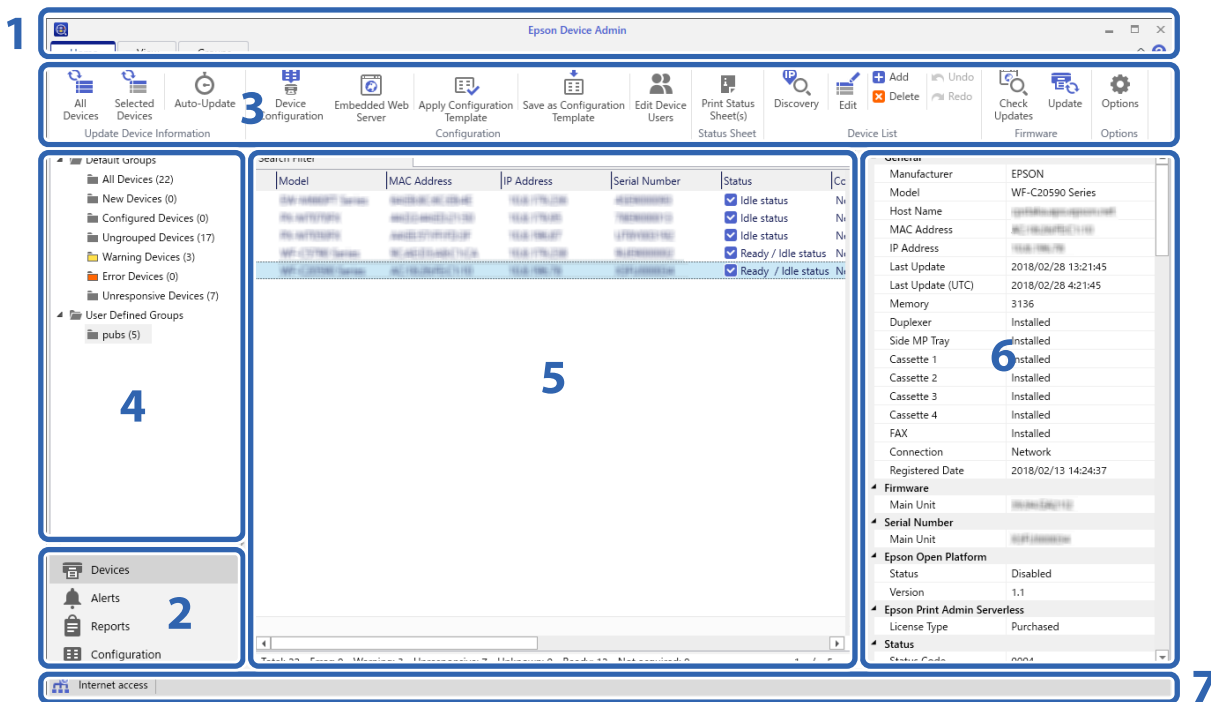 1
Epson Device Admin
Home View Groups
3
All Devices
Selected Devices
Auto-Update
Update Device Information
Device Configuration
Embedded Web Server
Apply Configuration Template
Save as Configuration Template
Edit Device Users
Configuration
Print Status Sheet(s)
Status Sheet
IP
Discovery
Edit
Add
Delete
Undo
Redo
Device List
Check Updates
Update
Firmware
Options
Options
Default Groups
All Devices (22)
New Devices (0)
Configured Devices (0)
Ungrouped Devices (17)
Warning Devices (3)
Error Devices (0)
Unresponsive Devices (7)
User Defined Groups
pubs (5)
4
Devices
Alerts
Reports
Configuration
2
Search Filter
Model MAC Address IP Address Serial Number Status Co
Idle status
Idle status
Idle status
Ready / Idle status
Ready / Idle status
5
General
Manufacturer EPSON
Model WF-C20590 Series
Host Name
MAC Address
IP Address
Last Update 2018/02/28 13:21:45
Last Update (UTC) 2018/02/28 4:21:45
Memory 3136
Duplexer Installed
Side MP Tray Installed
Cassette 1 Installed
Cassette 2 Installed
Cassette 3 Installed
Cassette 4 Installed
FAX Installed
Connection Network
Registered Date 2018/02/13 14:24:37
Firmware
Main Unit
Serial Number
Main Unit
Epson Open Platform
Status Disabled
Version 1.1
Epson Print Admin Serverless
License Type Purchased
Status
Status Code 0004
6
Internet access
7